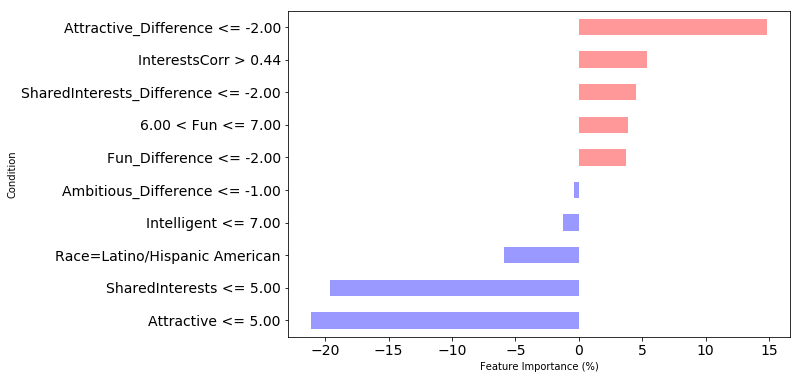 Attractive_Difference <= -2.00
InterestsCorr > 0.44
SharedInterests_Difference <= -2.00
6.00 < Fun <= 7.00
Fun_Difference <= -2.00
Ambitious_Difference <= -1.00
Intelligent <= 7.00
Race=Latino/Hispanic American
SharedInterests <= 5.00
Attractive <= 5.00
Condition
−20 −15 −10 −5 0 5 10 15
Feature Importance (%)